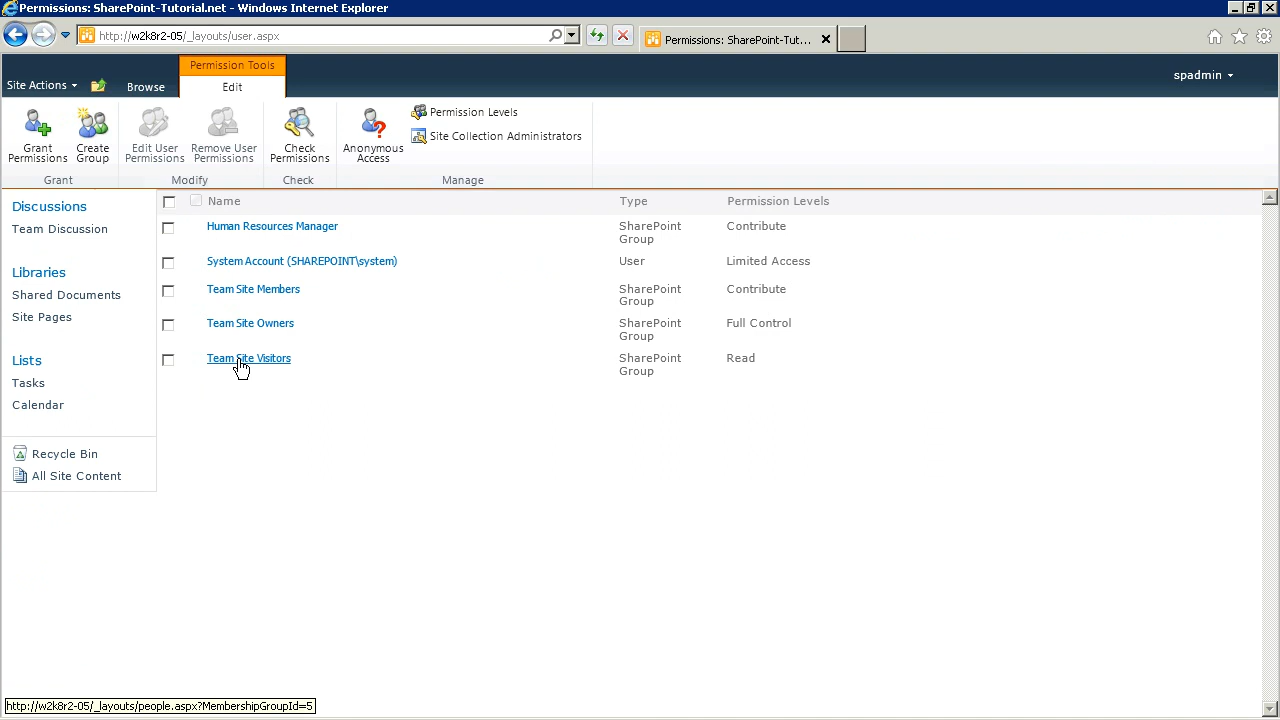 Permissions: SharePoint-Tutorial.net - Windows Internet Explorer
http://w2k8r2-05/_layouts/user.aspx
Permissions: SharePoint-Tut...
Permission Tools
Site Actions
Browse
Edit
spadmin
Permission Levels
Site Collection Administrators
Grant
Permissions
Create
Group
Edit User
Permissions
Remove User
Permissions
Check
Permissions
Anonymous
Access
Grant
Modify
Check
Manage
Discussions
Team Discussion
Libraries
Shared Documents
Site Pages
Lists
Tasks
Calendar
Recycle Bin
All Site Content
Name Type Permission Levels
Human Resources Manager SharePoint Contribute
Group
System Account (SHAREPOINT\system) User Limited Access
Team Site Members SharePoint Contribute
Group
Team Site Owners SharePoint Full Control
Group
Team Site Visitors SharePoint Read
Group
http://w2k8r2-05/_layouts/people.aspx?MembershipGroupId=5